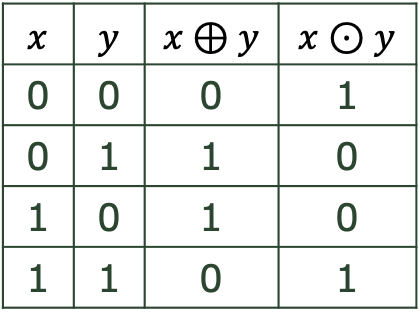 x y x ⊕ y x ⊙ y
0 0 0 1
0 1 1 0
1 0 1 0
1 1 0 1